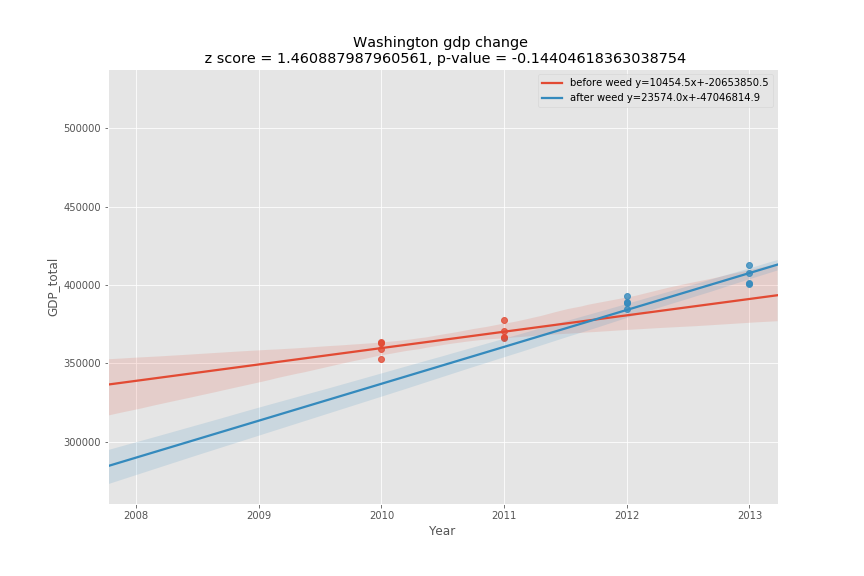 Washington gdp change
z score = 1.460887987960561, p-value = -0.14404618363038754
before weed y=10454.5x+-20653850.5
after weed y=23574.0x+-47046814.9
500000
450000
400000
350000
300000
GDP_total
2008 2009 2010 2011 2012 2013
Year